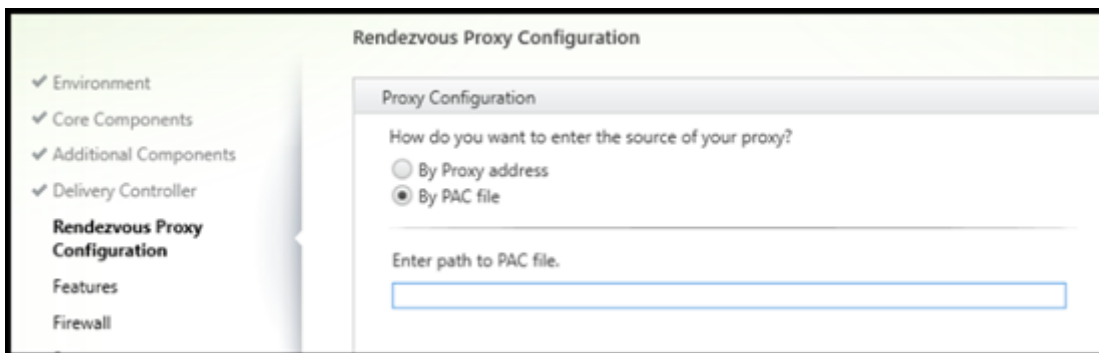 Rendezvous Proxy Configuration
Environment
Core Components
Additional Components
Delivery Controller
Rendezvous Proxy
Configuration
Features
Firewall
Proxy Configuration
How do you want to enter the source of your proxy?
By Proxy address
By PAC file
Enter path to PAC file.